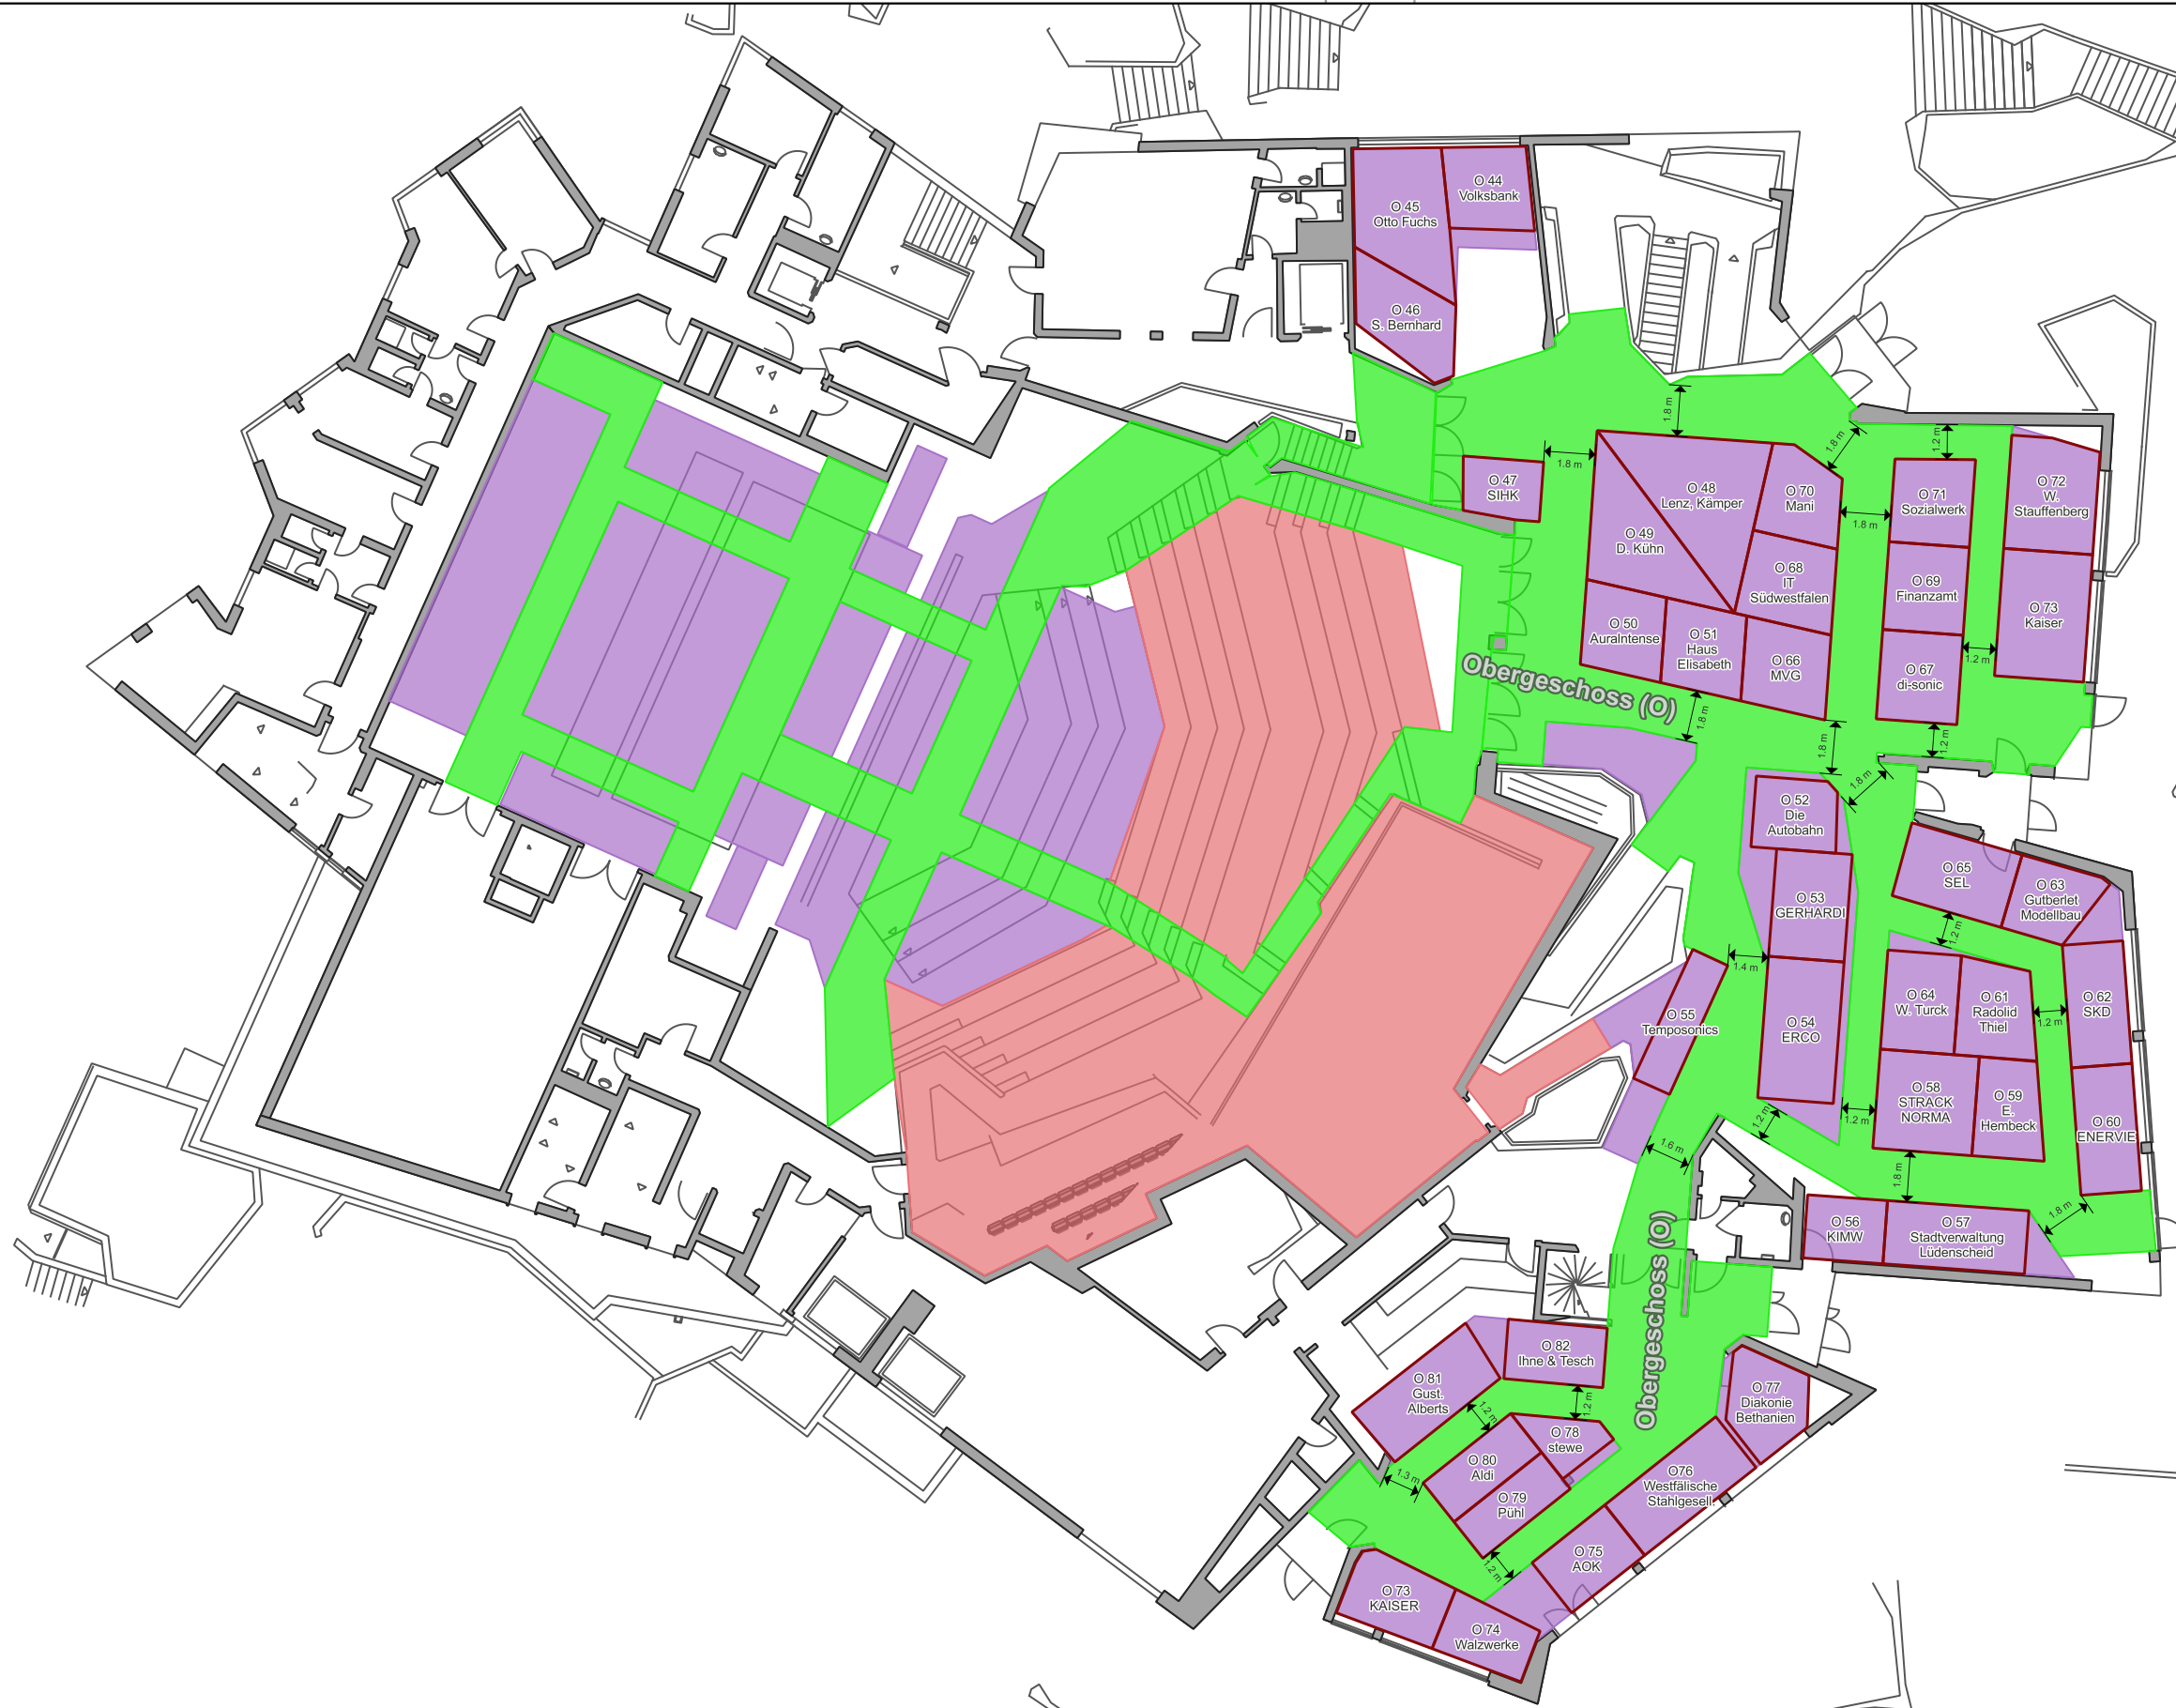 O 44
Volksbank
O 45
Otto Fuchs
O 46
S. Bernhard
1.8 m
O 47
SIHK
1.8 m
O 48
Lenz, Kämper
O 49
D. Kühn
O 70
Mani
1.8 m
1.8 m
1.2 m
O 71
Sozialwerk
O 72
W.
Stauffenberg
O 68
IT
Südwestfalen
O 69
Finanzamt
O 73
Kaiser
O 50
AuraIntense
O 51
Haus
Elisabeth
O 66
MVG
O 67
di-sonic
1.2 m
Obergeschoss (O)
1.8 m
1.8 m
1.2 m
1.8 m
O 52
Die
Autobahn
O 53
GERHARDI
O 65
SEL
O 63
Gutberlet
Modellbau
1.2 m
1.4 m
O 55
Temposonics
O 54
ERCO
O 64
W. Turck
O 61
Radolid
Thiel
O 62
SKD
1.2 m
O 58
STRACK
NORMA
O 59
E.
Hembeck
O 60
ENERVIE
1.2 m
1.2 m
1.6 m
1.8 m
1.8 m
O 56
KIMW
O 57
Stadtverwaltung
Lüdenscheid
Obergeschoss (O)
O 82
Ihne & Tesch
O 81
Gust.
Alberts
1.2 m
1.2 m
O 77
Diakonie
Bethanien
O 78
stewe
O 80
Aldi
O 79
Pühl
1.3 m
O76
Westfälische
Stahlgesell.
1.2 m
O 75
AOK
O 73
KAISER
O 74
Walzwerke